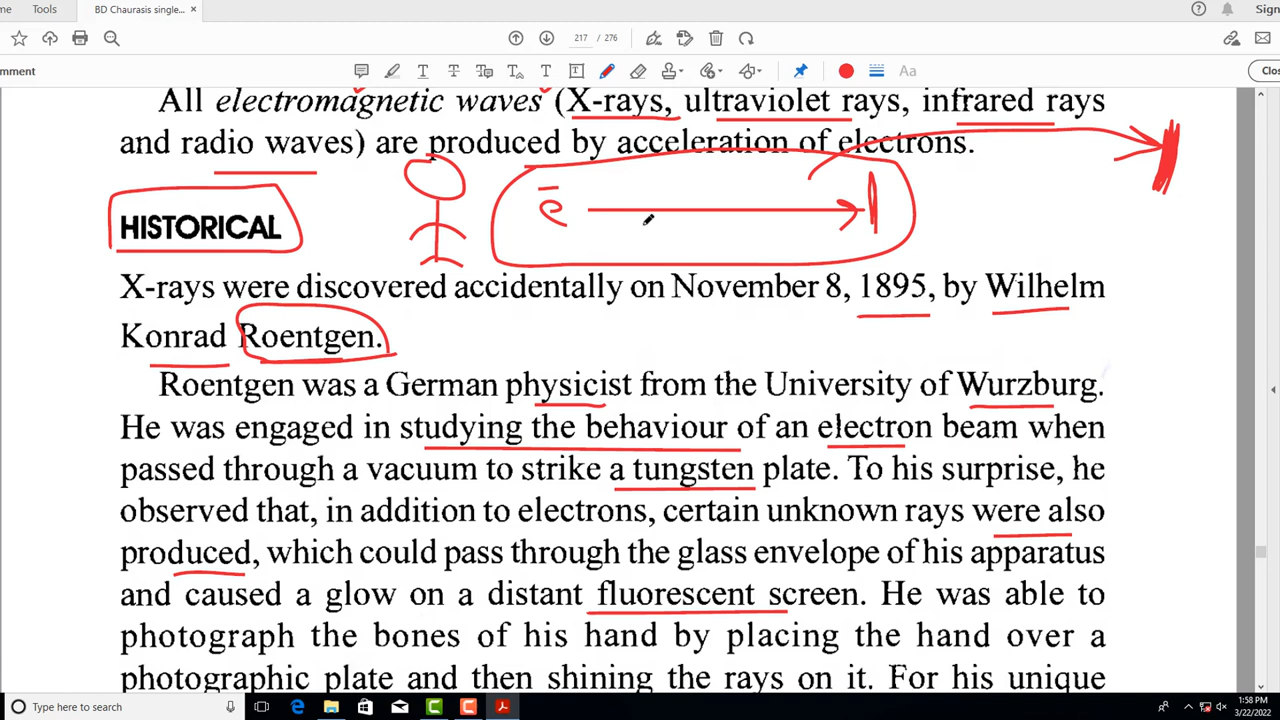 Tools
BD Chaurasis single... ×
Sign
217 / 276
mment
Clos
All electromagnetic waves (X-rays, ultraviolet rays, infrared rays
and radio waves) are produced by acceleration of electrons.
HISTORICAL
e
X-rays were discovered accidentally on November 8, 1895, by Wilhelm
Konrad Roentgen.
Roentgen was a German physicist from the University of Wurzburg.
He was engaged in studying the behaviour of an electron beam when
passed through a vacuum to strike a tungsten plate. To his surprise, he
observed that, in addition to electrons, certain unknown rays were also
produced, which could pass through the glass envelope of his apparatus
and caused a glow on a distant fluorescent screen. He was able to
photograph the bones of his hand by placing the hand over a
photographic plate and then shining the rays on it. For his unique
Type here to search
1:58 PM
3/22/2022